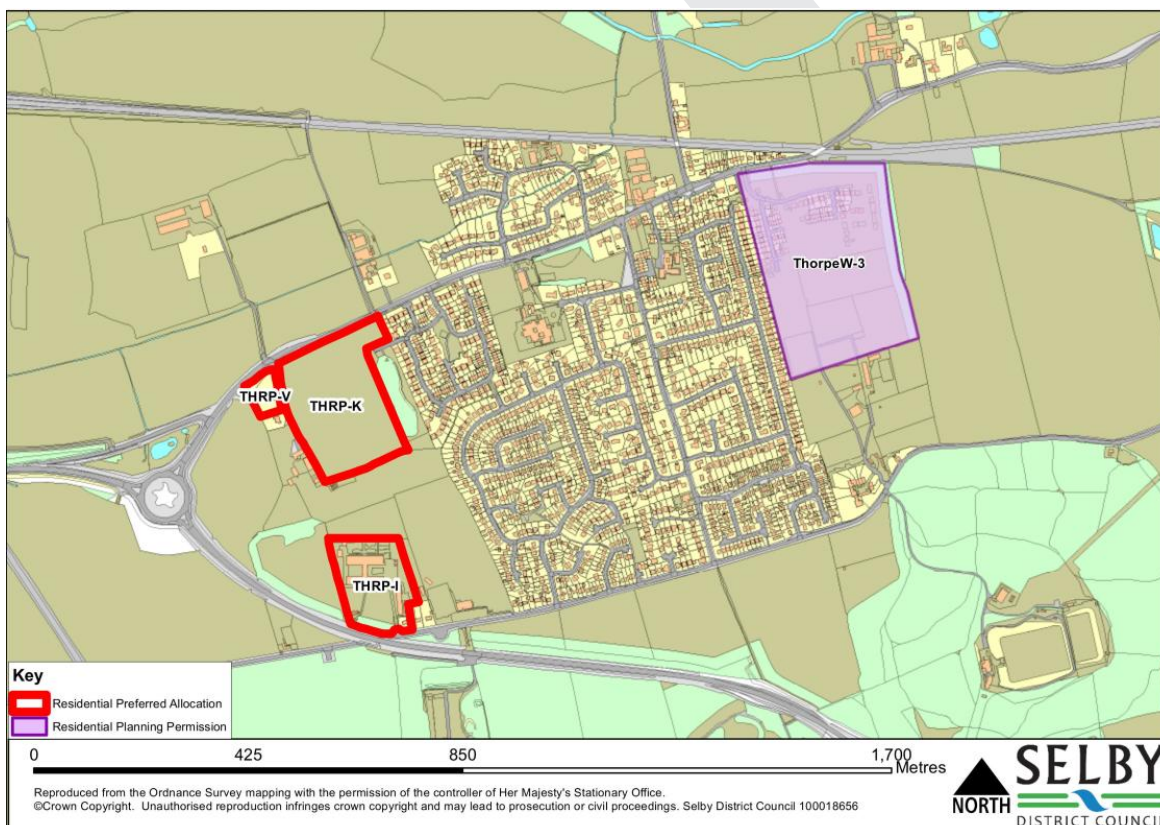 ThorpeW-3
THRP-V
THRP-K
THRP-I
Key
Residential Preferred Allocation
Residential Planning Permission
0 425 850 1,700
Metres
Reproduced from the Ordnance Survey mapping with the permission of the controller of Her Majesty's Stationary Office.
©Crown Copyright. Unauthorised reproduction infringes crown copyright and may lead to prosecution or civil proceedings. Selby District Council 100018656
NORTH
SELBY
DISTRICT COUNCIL